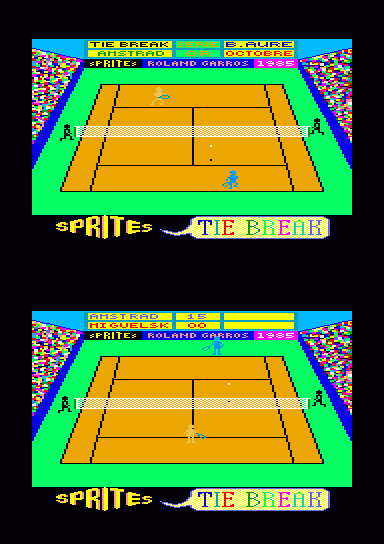 TIE BREAK B.AURE
AMSTRAD OCTOBRE
SPRITES ROLAND GARROS 1985
SPRITES TIE BREAK
AMSTRAD 15
MIGUELSK 00
SPRITES ROLAND GARROS 1985
SPRITES TIE BREAK